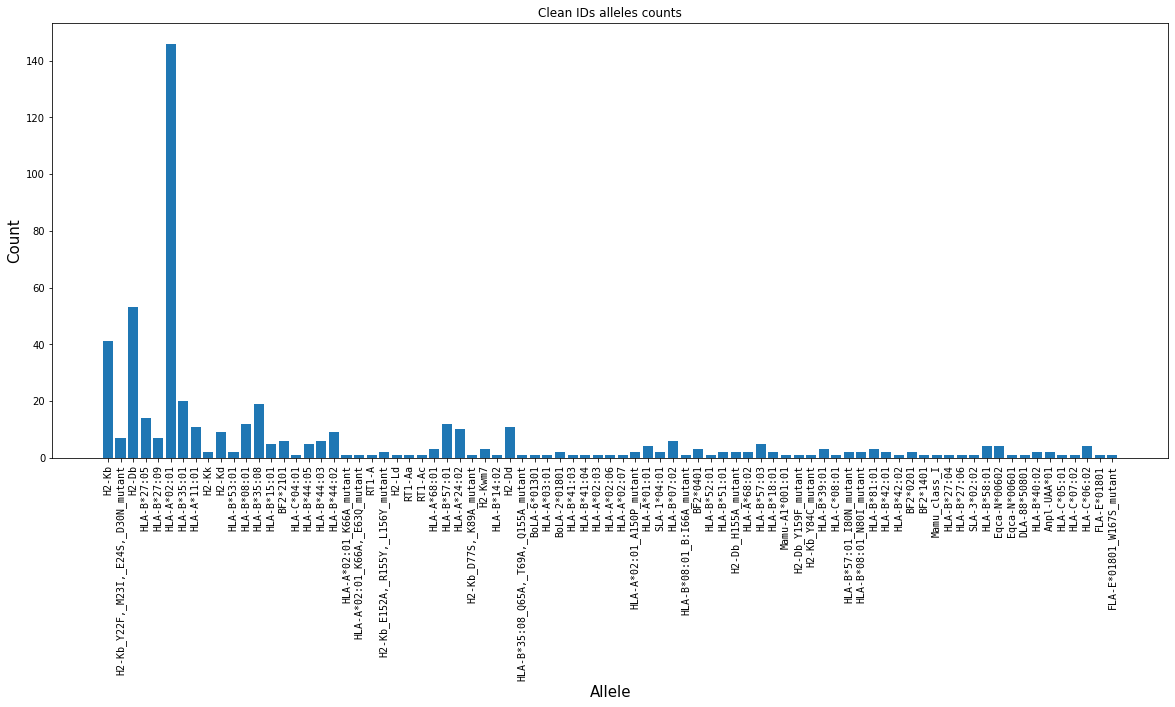 Clean IDs alleles counts
Count
140
120
100
80
60
40
20
0
H2-Kb
H2-Kb_Y22F,_M23I,_E24S,_D30N_mutant
H2-Db
HLA-B*27:05
HLA-B*27:09
HLA-A*02:01
HLA-B*35:01
HLA-A*11:01
H2-Kk
H2-Kd
HLA-B*53:01
HLA-B*08:01
HLA-B*35:08
HLA-B*15:01
BF2*2101
HLA-C*04:01
HLA-B*44:05
HLA-B*44:03
HLA-B*44:02
HLA-A*02:01_K66A_mutant
HLA-A*02:01_K66A,_E63Q_mutant
RT1-A
H2-Kb_E152A,_R155Y,_L156Y_mutant
H2-Ld
RT1-Aa
RT1-Ac
HLA-A*68:01
HLA-B*57:01
HLA-A*24:02
H2-Kb_D77S,_K89A_mutant
H2-Kwm7
HLA-B*14:02
H2-Dd
HLA-B*35:08_Q65A,_T69A,_Q155A_mutant
BoLA-6*01301
HLA-A*03:01
BoLA-2*01801
HLA-B*41:03
HLA-B*41:04
HLA-A*02:03
HLA-A*02:06
HLA-A*02:07
HLA-A*02:01_A150P_mutant
HLA-A*01:01
SLA-1*04:01
HLA-B*07:02
HLA-B*08:01_B:I66A_mutant
BF2*0401
HLA-B*52:01
HLA-B*51:01
H2-Db_H155A_mutant
HLA-A*68:02
HLA-B*57:03
HLA-B*18:01
Mamu-A1*001:01
H2-Db_Y159F_mutant
H2-Kb_Y84C_mutant
HLA-B*39:01
HLA-C*08:01
HLA-B*57:01_I80N_mutant
HLA-B*08:01_N80I_mutant
HLA-B*81:01
HLA-B*42:01
HLA-B*42:02
BF2*0201
BF2*1401
Mamu class I
HLA-B*27:04
HLA-B*27:06
SLA-3*02:02
HLA-B*58:01
Eqca-N*00602
Eqca-N*00601
DLA-88*50801
HLA-B*40:02
Anpl-UAA*01
HLA-C*05:01
HLA-C*07:02
HLA-C*06:02
FLA-E*01801
FLA-E*01801_W167S_mutant
Allele